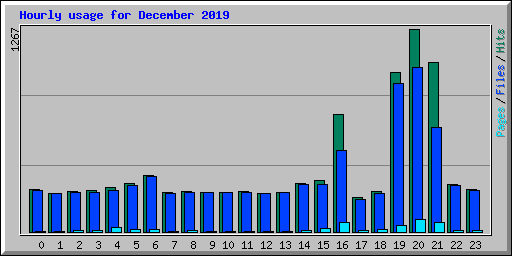 Hourly usage for December 2019
1267
Pages/Files/Hits
0 1 2 3 4 5 6 7 8 9 10 11 12 13 14 15 16 17 18 19 20 21 22 23